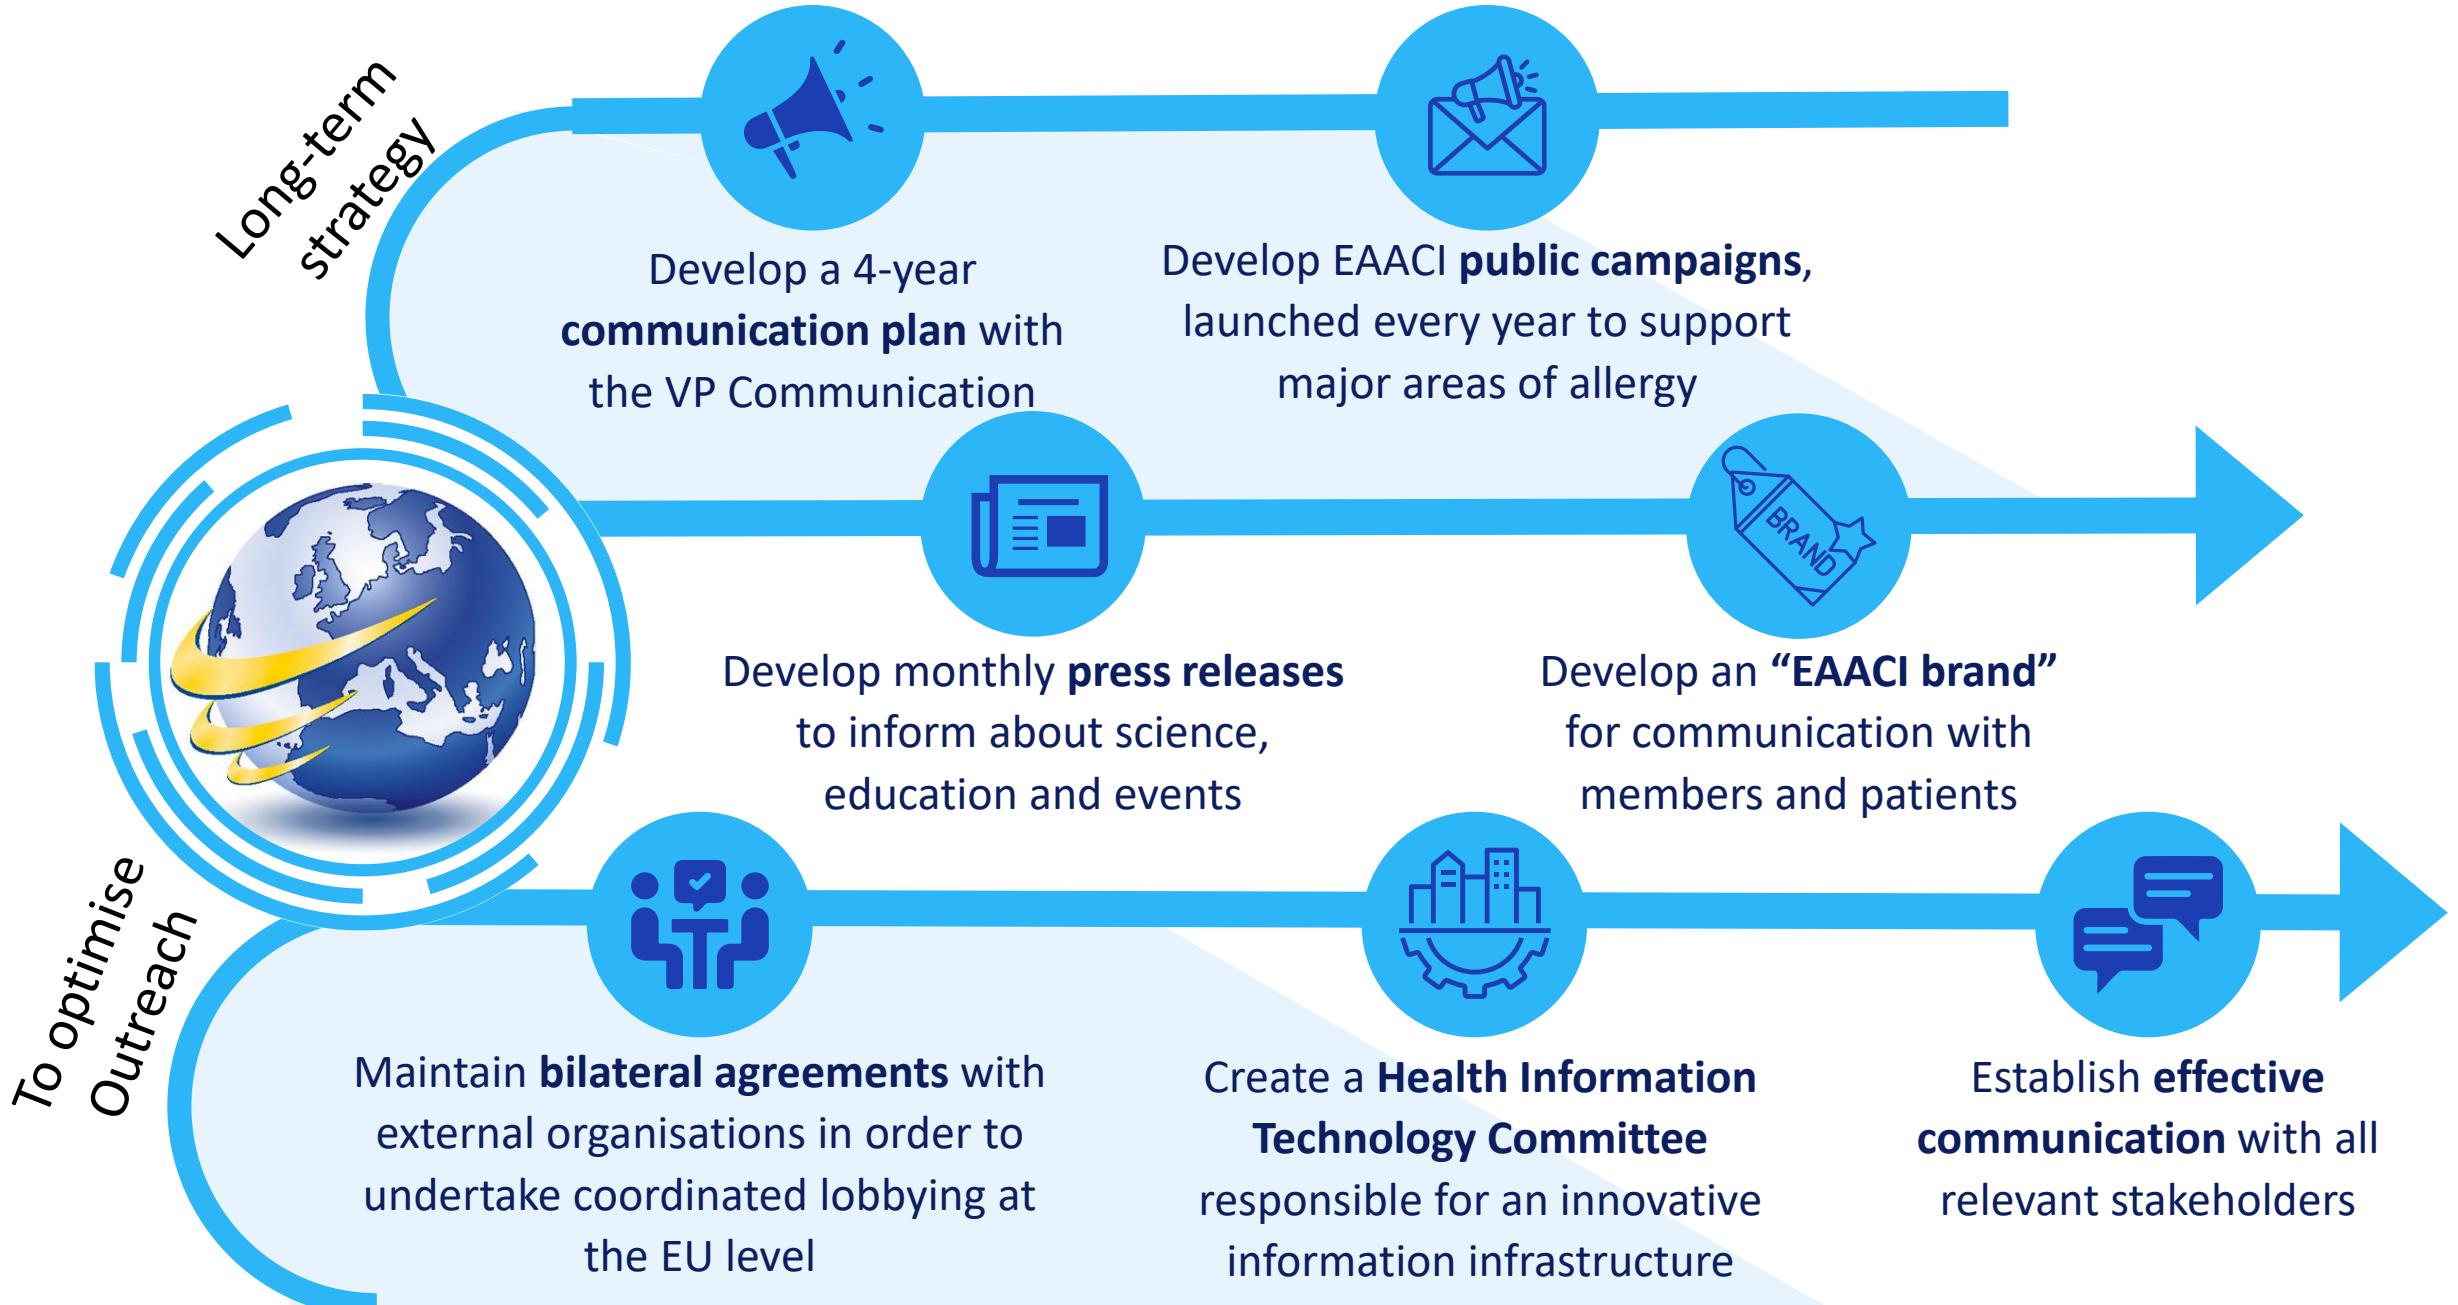 Long-term
strategy
Develop a 4-year
communication plan with
the VP Communication
Develop EAACI public campaigns,
launched every year to support
major areas of allergy
BRAND
Develop monthly press releases
to inform about science,
education and events
Develop an “EAACI brand”
for communication with
members and patients
To optimise
Outreach
Maintain bilateral agreements with
external organisations in order to
undertake coordinated lobbying at
the EU level
Create a Health Information
Technology Committee
responsible for an innovative
information infrastructure
Establish effective
communication with all
relevant stakeholders